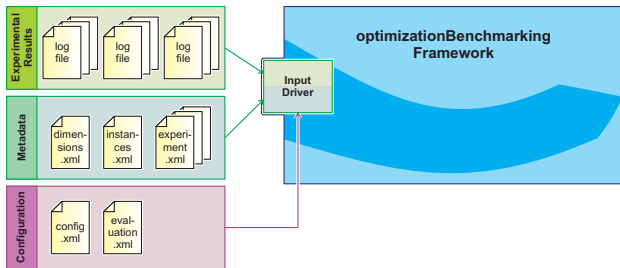 Experimental
Results
log
file
log
file
log
file
optimizationBenchmarking
Framework
Input
Driver
Metadata
dimen-
sions
.xml
instan-
ces
.xml
experi-
ment
.xml
Configuration
config
.xml
eval-
uation
.xml